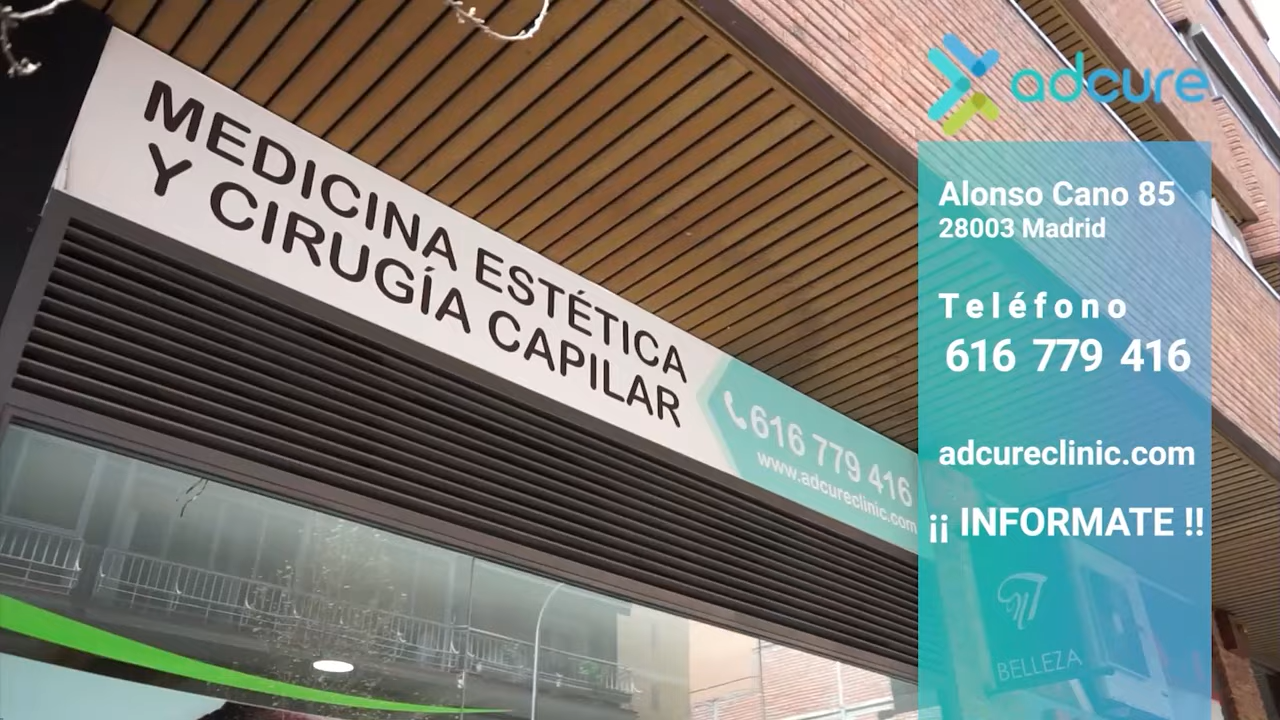 MEDICINA ESTÉTICA
Y CIRUGÍA CAPILAR
616 779 416
www.adcureclinic.com
adcure
Alonso Cano 85
28003 Madrid
Teléfono
616 779 416
adcureclinic.com
¡¡ INFORMATE !!
BELLEZA